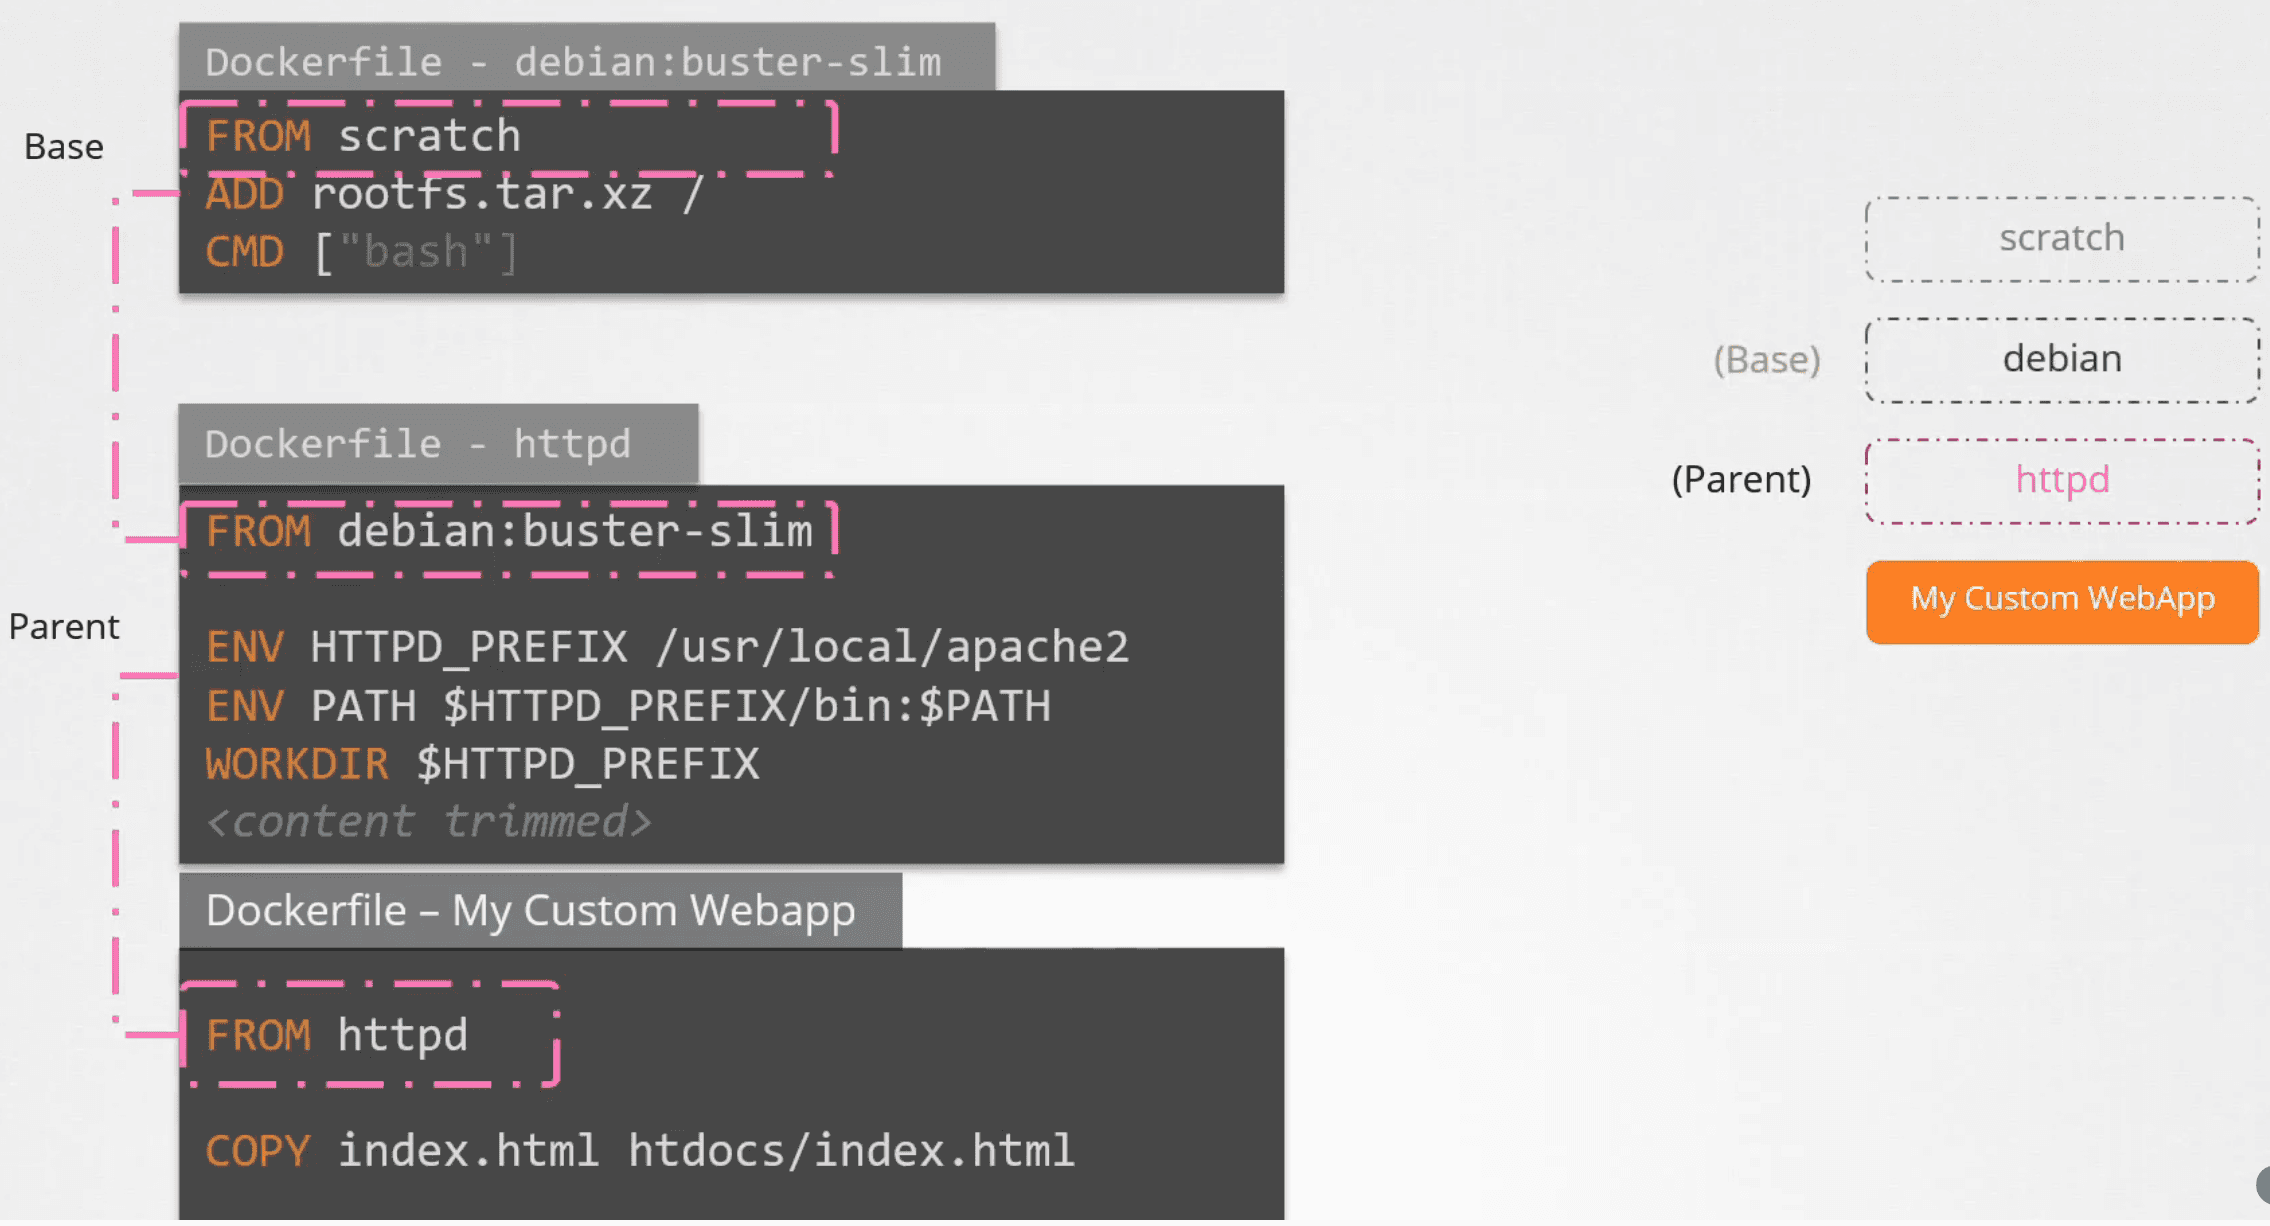 Dockerfile - debian:buster-slim
Base
FROM scratch
ADD rootfs.tar.xz /
CMD ["bash"]
Dockerfile - httpd
FROM debian:buster-slim
Parent
ENV HTTPD_PREFIX /usr/local/apache2
ENV PATH $HTTPD_PREFIX/bin:$PATH
WORKDIR $HTTPD_PREFIX
<content trimmed>
Dockerfile – My Custom Webapp
FROM httpd
COPY index.html htdocs/index.html
scratch
(Base) debian
(Parent) httpd
My Custom WebApp